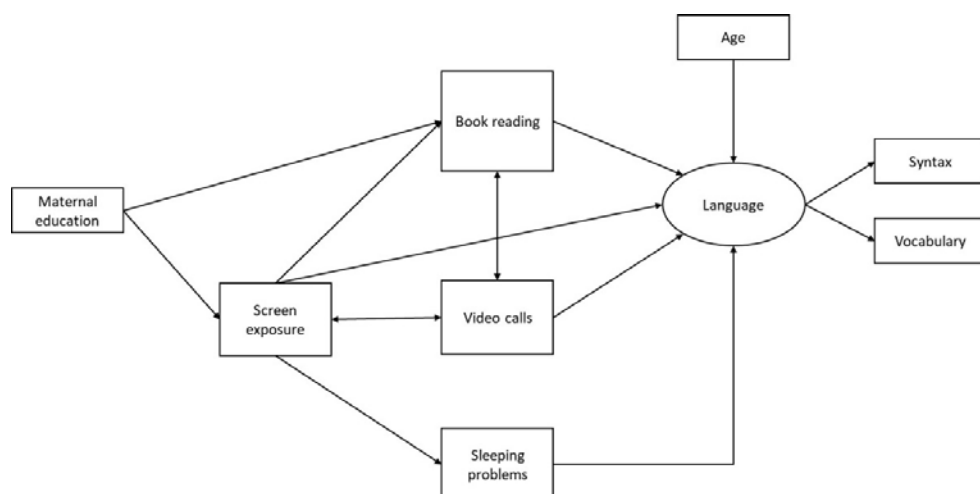 Age
Book reading
Syntax
Maternal
education
Language
Vocabulary
Screen
exposure
Video calls
Sleeping
problems